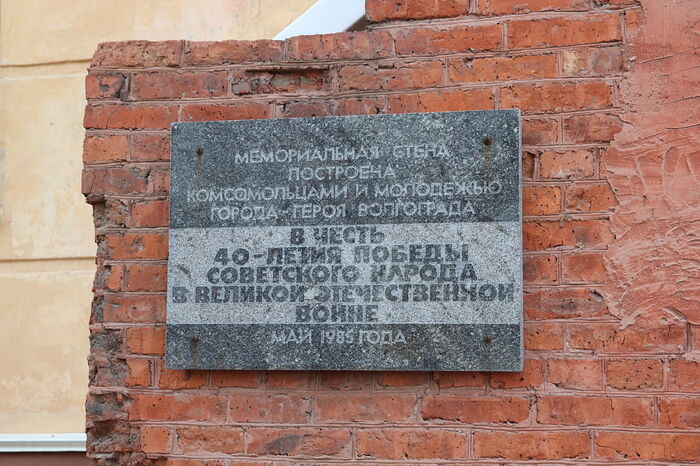 МЕМОРИАЛЬНАЯ СТЕНА
ПОСТРОЕНА
КОМСОМОЛЬЦАМИ И МОЛОДЕЖЬЮ
ГОРОДА-ГЕРОЯ ВОЛГОГРАДА
В ЧЕСТЬ
40-ЛЕТИЯ ПОБЕДЫ
СОВЕТСКОГО НАРОДА
В ВЕЛИКОЙ ОТЕЧЕСТВЕННОЙ
ВОЙНЕ
МАЙ 1985 ГОДА